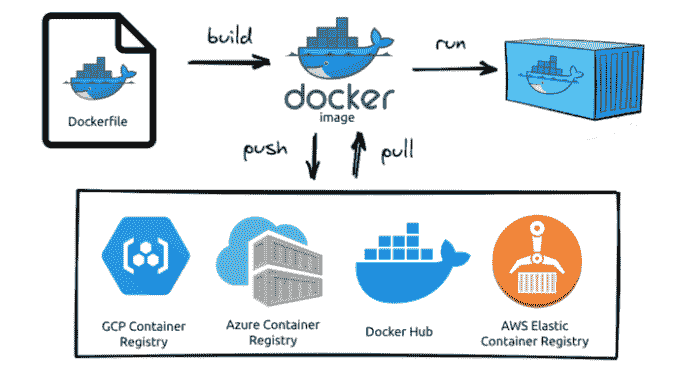 build
run
Dockerfile
docker
image
push
pull
GCP Container
Registry
Azure Container
Registry
Docker Hub
AWS Elastic
Container Registry